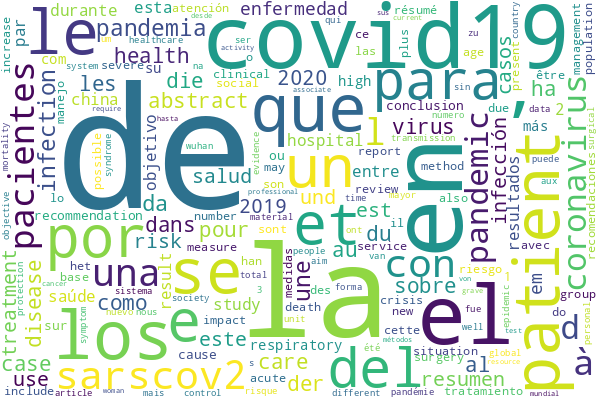 durante
esta
enfermedad
atención
desde
sus
current
country
increase
par
le
pandemia
covid19
qui
résumé
ce
las
zu
plus
age
casos
present
management
population
com
severe
su
health
o
na
ser
activity
healthcare
um
system
clinical
social
2020
high
para
,
sin
être
ha
manejo
les
die
china
abstract
que
l
conclusion
due
data
2
más
mortality
pacientes
infection
possible
syndrome
require
hasta
associate
de
objetivo
wuhan
hospital
virus
número
transmission
method
pandemic
infección
resultados
coronavirus
puede
aux
surgical
recomendaciones
evidence
un
en
ou
may
son
report
entre
review
mayor
salud
da
2019
et
und
est
also
lo
recommendation
dans
pour
number
material
sont
time
ont
du
il
avec
objective
por
risk
measure
la
au
service
van
con
el
patient
em
do
d
à
group
het
base
una
result
se
han
total
3
une
people
aim
des
medidas
forma
crisis
new
sobre
fue
well
riesgo
1
epidemic
test
von
grave
personal
treatment
disease
saúde
como
study
society
death
unit
cette
situation
protection
sur
symptom
los
e
este
impact
nuevo
nbus
cause
s
respiratory
del
été
métodos
surgery
al
global
resource
cancer
case
use
sistema
sarscov2
care
der
acute
resumen
include
article
woman
mais
control
risque
different
pandémie
tratamiento
mundial
professional